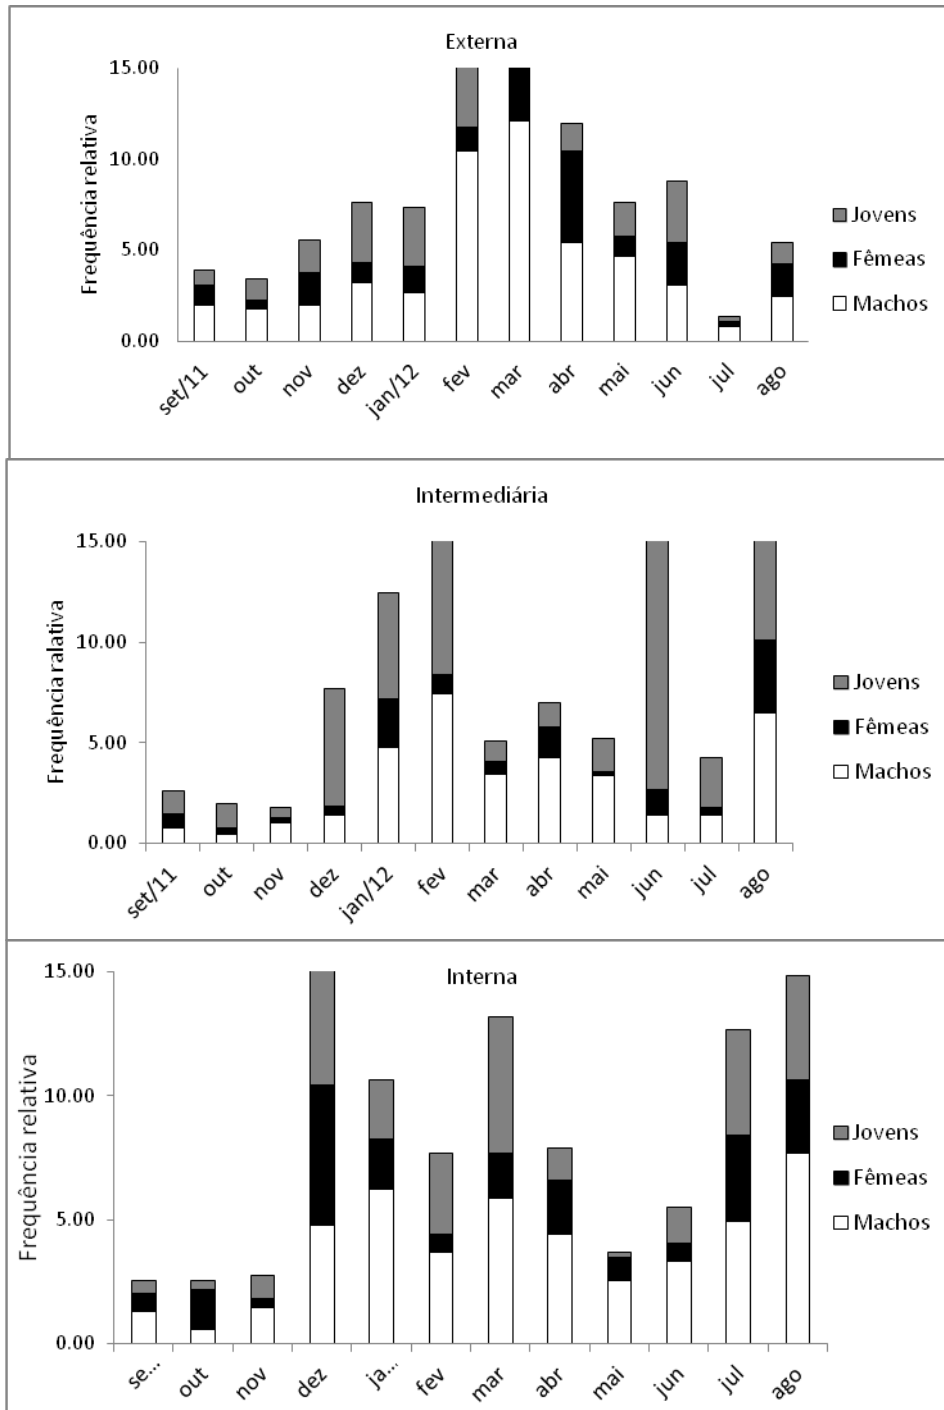 Externa
Frequência relativa
15.00
10.00
5.00
0.00
set/11 out nov dez jan/12 fev mar abr mai jun jul ago
Jovens
Fêmeas
Machos
Intermediária
Frequência ralativa
15.00
10.00
5.00
0.00
set/11 out nov dez jan/12 fev mar abr mai jun jul ago
Jovens
Fêmeas
Machos
Interna
Frequência relativa
15.00
10.00
5.00
0.00
se... out nov dez ja... fev mar abr mai jun jul ago
Jovens
Fêmeas
Machos